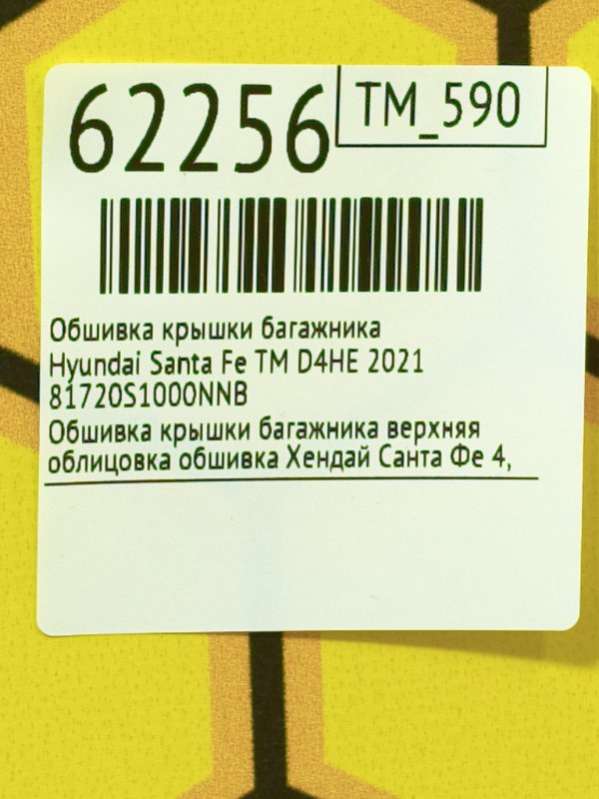 62256
TM_590
Обшивка крышки багажника
Hyundai Santa Fe TM D4HE 2021
81720S1000NNB
Обшивка крышки багажника верхняя
облицовка обшивка Хендай Санта Фе 4,